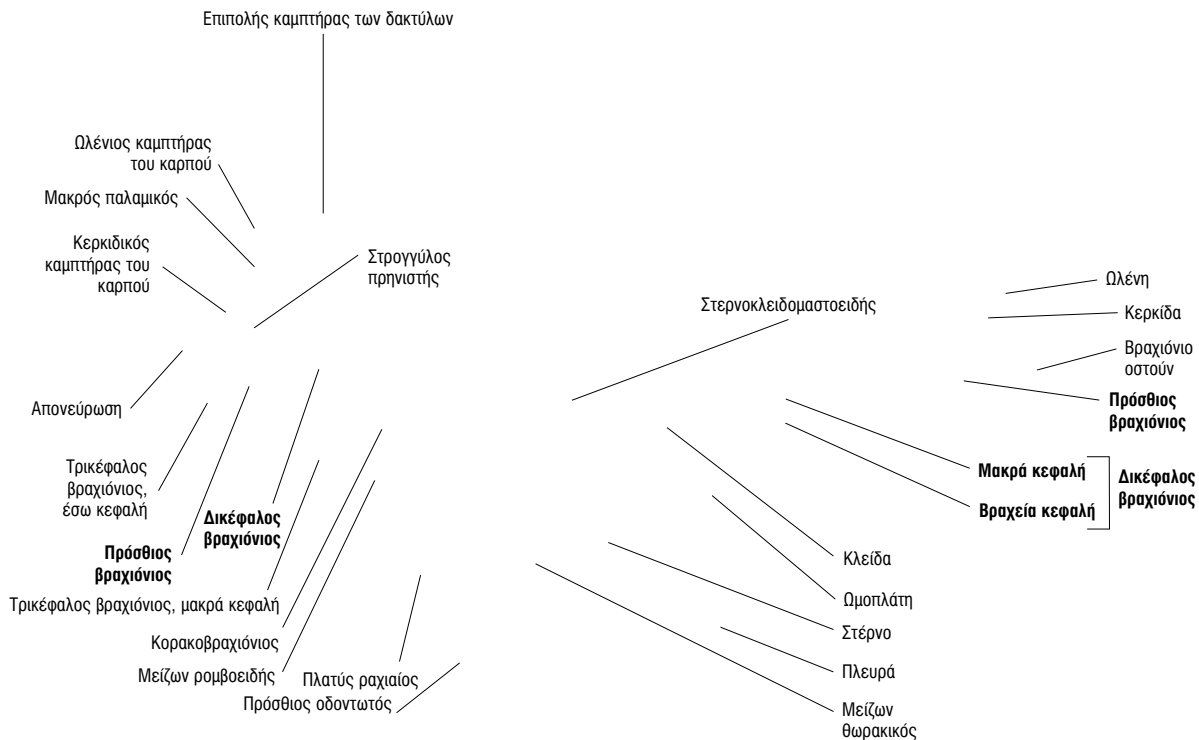 Επιπολής καμπτήρας των δακτύλων
Ωλένιος καμπτήρας
του καρπού
Μακρός παλαμικός
Κερκιδικός
καμπτήρας του
καρπού
Στρογγύλος
πρηνιστής
Απονεύρωση
Τρικέφαλος
βραχιόνιος,
έσω κεφαλή
Δικέφαλος
βραχιόνιος
Πρόσθιος
βραχιόνιος
Τρικέφαλος βραχιόνιος, μακρά κεφαλή
Κορακοβραχιόνιος
Μείζων ρομβοειδής
Πλατύς ραχιαίος
Πρόσθιος οδοντωτός
Στερνοκλειδομαστοειδής
Ωλένη
Κερκίδα
Βραχιόνιο
οστούν
Πρόσθιος
βραχιόνιος
Μακρά κεφαλή
Βραχεία κεφαλή
Δικέφαλος
βραχιόνιος
Κλείδα
Ωμοπλάτη
Στέρνο
Πλευρά
Μείζων
θωρακικός